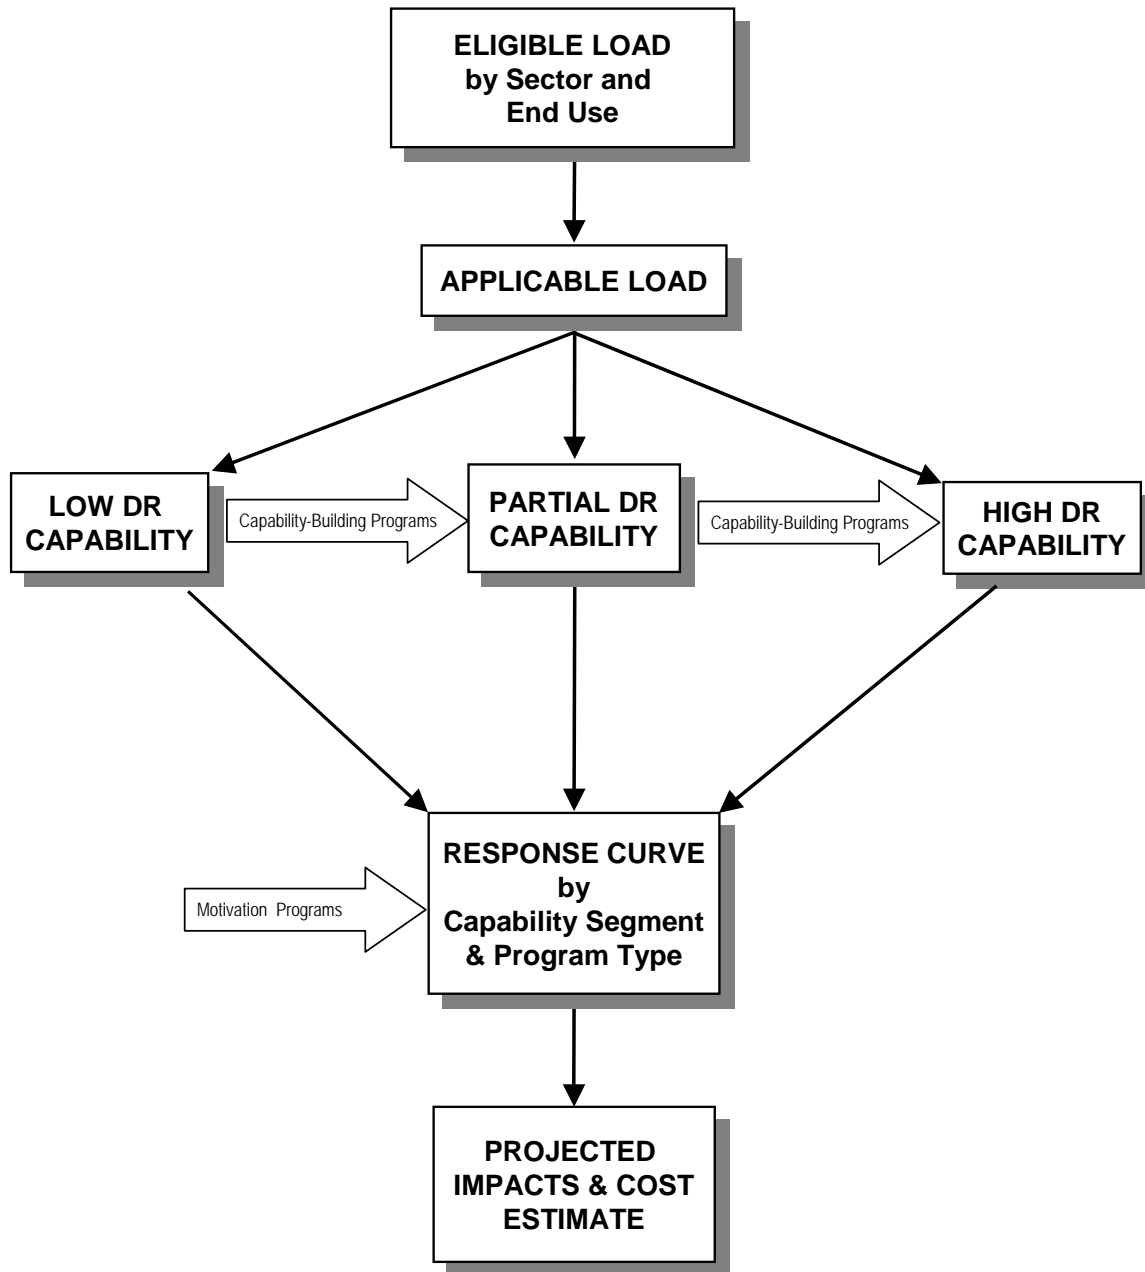 ELIGIBLE LOAD
by Sector and
End Use
APPLICABLE LOAD
LOW DR
CAPABILITY
Capability-Building Programs
PARTIAL DR
CAPABILITY
Capability-Building Programs
HIGH DR
CAPABILITY
Motivation Programs
RESPONSE CURVE
by
Capability Segment
& Program Type
PROJECTED
IMPACTS & COST
ESTIMATE